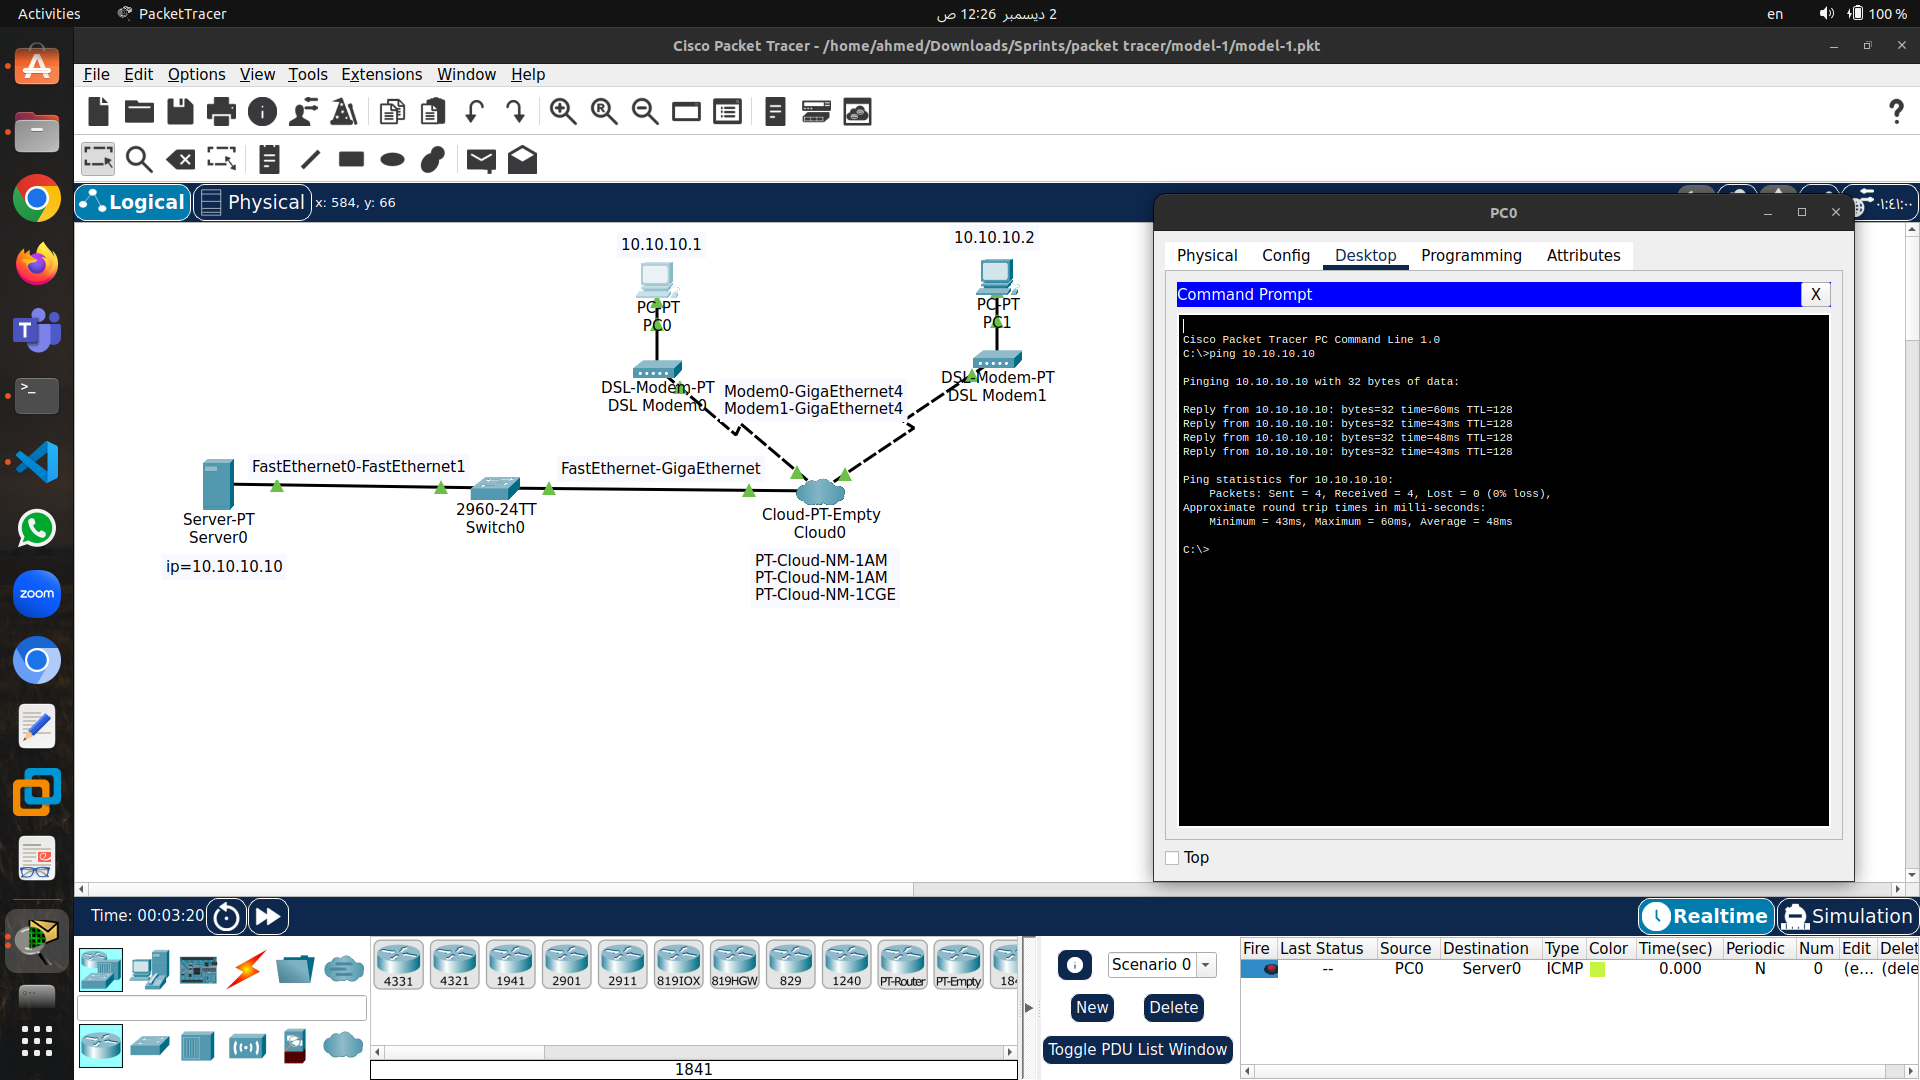 Activities
PacketTracer
2 ديسمبر 12:26 ص
en
100 %
Cisco Packet Tracer - /home/ahmed/Downloads/Sprints/packet tracer/model-1/model-1.pkt
File Edit Options View Tools Extensions Window Help
Logical
Physical
x: 584, y: 66
٠١:٤١:٠٠
10.10.10.1
PC-PT
PC0
10.10.10.2
PC-PT
PC1
DSL-Modem-PT
DSL Modem0
Modem0-GigaEthernet4
Modem1-GigaEthernet4
DSL-Modem-PT
DSL Modem1
FastEthernet0-FastEthernet1
FastEthernet-GigaEthernet
Server-PT
Server0
ip=10.10.10.10
2960-24TT
Switch0
Cloud-PT-Empty
Cloud0
PT-Cloud-NM-1AM
PT-Cloud-NM-1AM
PT-Cloud-NM-1CGE
PC0
Physical Config Desktop Programming Attributes
Command Prompt
X
Cisco Packet Tracer PC Command Line 1.0
C:\>ping 10.10.10.10
Pinging 10.10.10.10 with 32 bytes of data:
Reply from 10.10.10.10: bytes=32 time=60ms TTL=128
Reply from 10.10.10.10: bytes=32 time=43ms TTL=128
Reply from 10.10.10.10: bytes=32 time=48ms TTL=128
Reply from 10.10.10.10: bytes=32 time=43ms TTL=128
Ping statistics for 10.10.10.10:
Packets: Sent = 4, Received = 4, Lost = 0 (0% loss),
Approximate round trip times in milli-seconds:
Minimum = 43ms, Maximum = 60ms, Average = 48ms
C:\>
Top
zoom
Time: 00:03:20
Realtime
Simulation
4331 4321 1941 2901 2911 819IOX 819HGW 829 1240 PT-Router PT-Empty 184
1841
Scenario 0
New
Delete
Toggle PDU List Window
Fire Last Status Source Destination Type Color Time(sec) Periodic Num Edit Delet
-- PC0 Server0 ICMP 0.000 N 0 (e... (dele